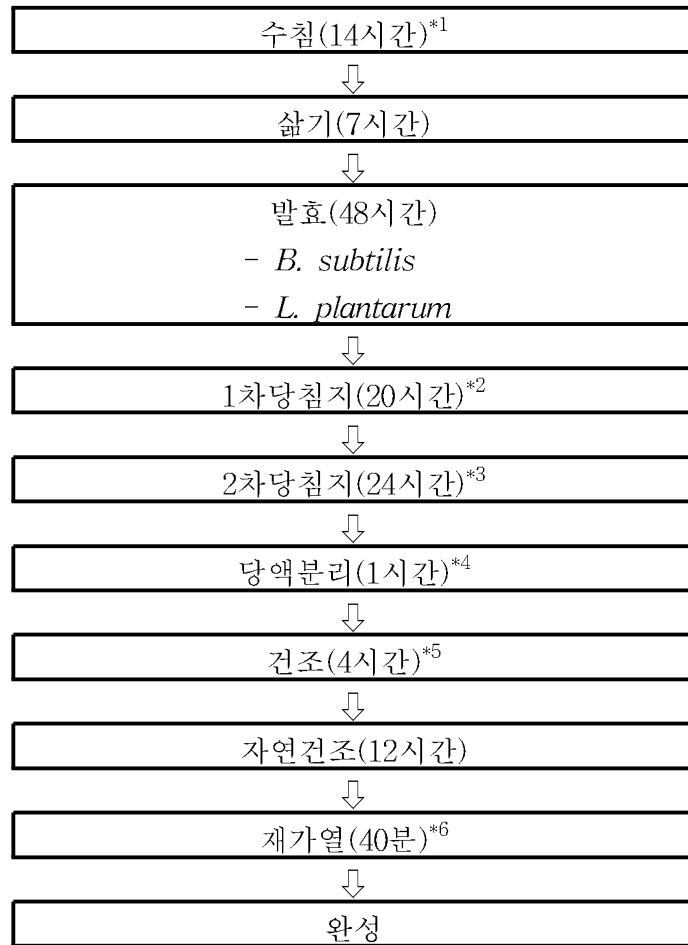 수침(14시간)*1
⇩
삶기(7시간)
⇩
발효(48시간)
- B. subtilis
- L. plantarum
⇩
1차당침지(20시간)*2
⇩
2차당침지(24시간)*3
⇩
당액분리(1시간)*4
⇩
건조(4시간)*5
⇩
자연건조(12시간)
⇩
재가열(40분)*6
⇩
완성